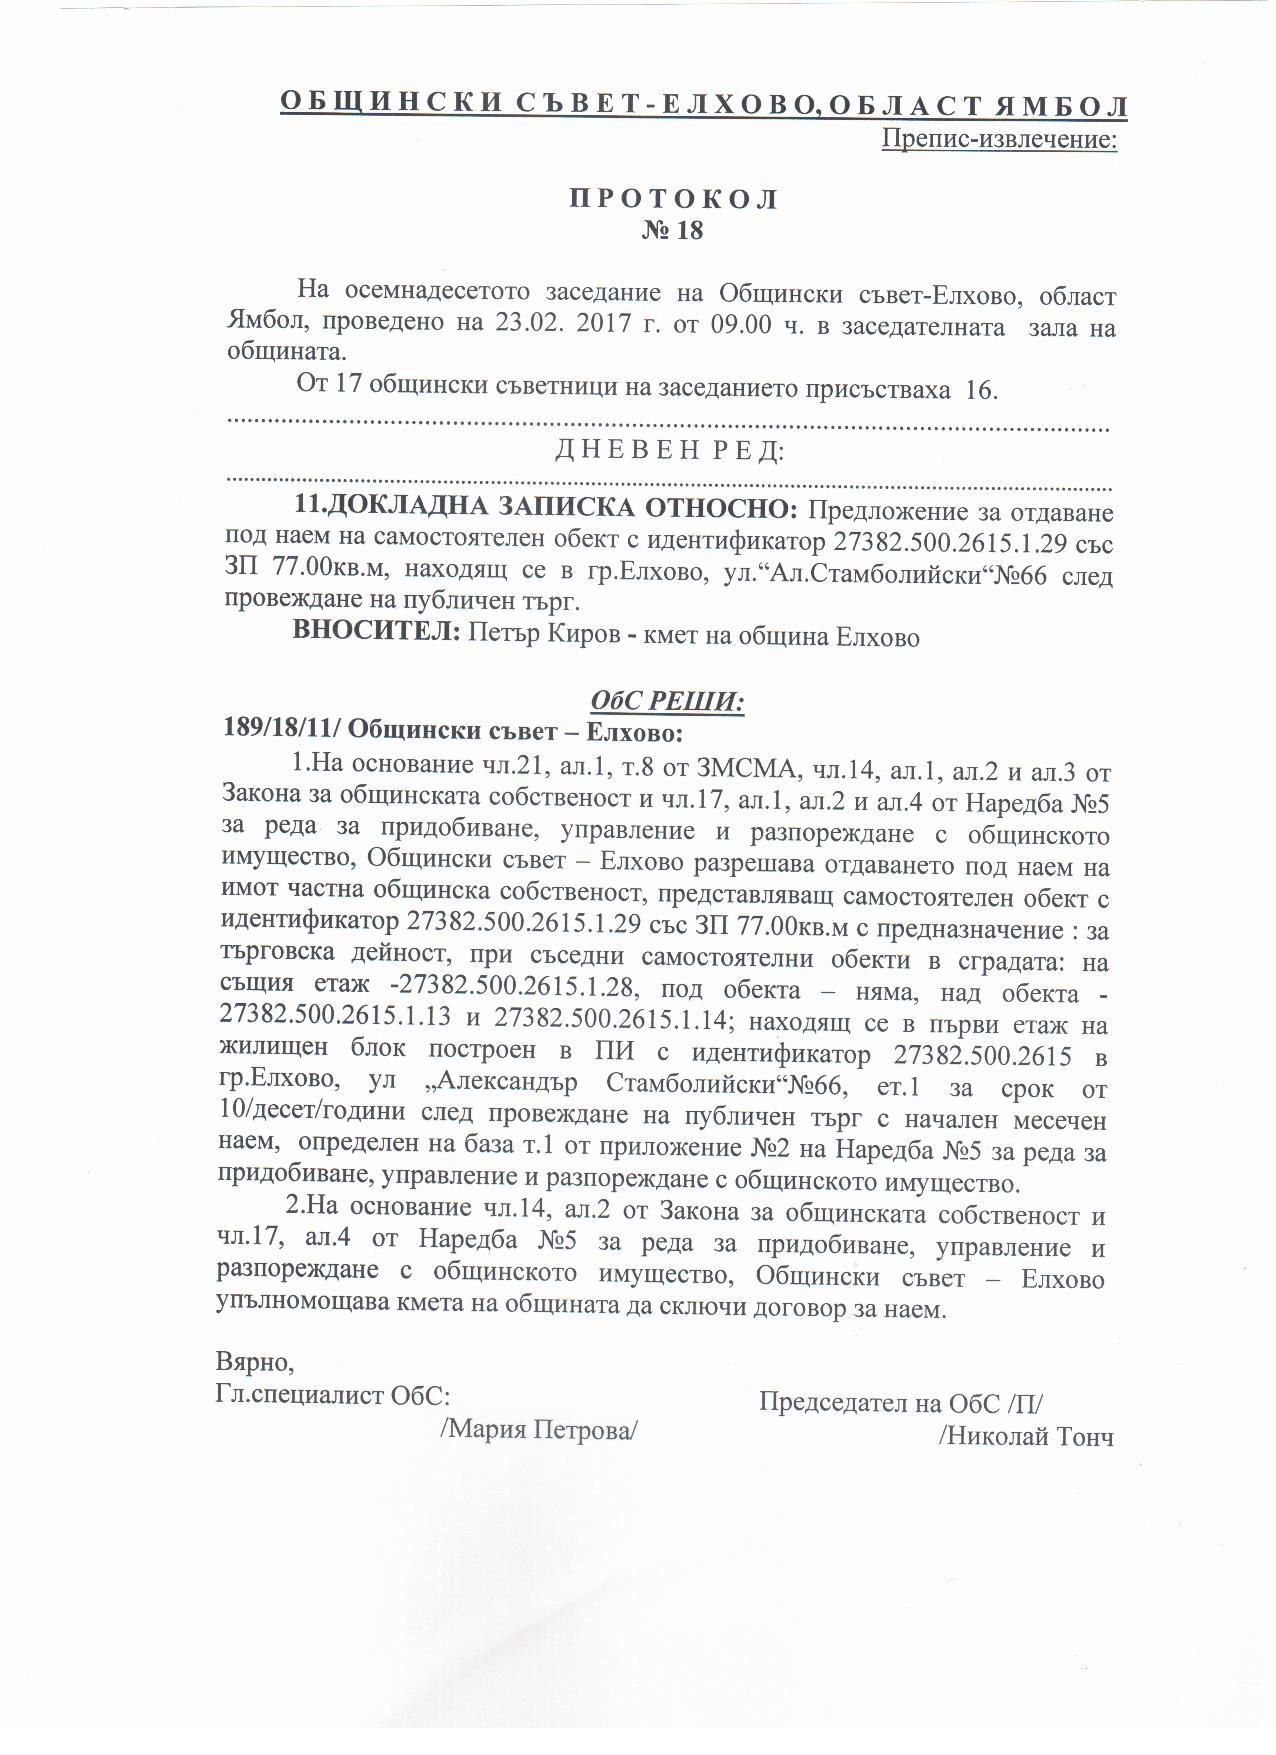 О Б Щ И Н С К И С Ъ В Е Т - Е Л Х О В О, О Б Л А С Т Я М Б О Л
Препис-извлечение:
П Р О Т О К О Л
№ 18
На осемнадесетото заседание на Общински съвет-Елхово, област
Ямбол, проведено на 23.02. 2017 г. от 09.00 ч. в заседателната зала на
общината.
От 17 общински съветници на заседанието присъстваха 16.
Д Н Е В Е Н Р Е Д:
11.ДОКЛАДНА ЗАПИСКА ОТНОСНО: Предложение за отдаване
под наем на самостоятелен обект с идентификатор 27382.500.2615.1.29 със
ЗП 77.00кв.м, находящ се в гр.Елхово, ул.“Ал.Стамболийски“№66 след
провеждане на публичен търг.
ВНОСИТЕЛ: Петър Киров - кмет на община Елхово
ОбС РЕШИ:
189/18/11/ Общински съвет – Елхово:
1.На основание чл.21, ал.1, т.8 от ЗМСМА, чл.14, ал.1, ал.2 и ал.3 от
Закона за общинската собственост и чл.17, ал.1, ал.2 и ал.4 от Наредба №5
за реда за придобиване, управление и разпореждане с общинското
имущество, Общински съвет – Елхово разрешава отдаването под наем на
имот частна общинска собственост, представляващ самостоятелен обект с
идентификатор 27382.500.2615.1.29 със ЗП 77.00кв.м с предназначение : за
търговска дейност, при съседни самостоятелни обекти в сградата: на
същия етаж -27382.500.2615.1.28, под обекта – няма, над обекта -
27382.500.2615.1.13 и 27382.500.2615.1.14; находящ се в първи етаж на
жилищен блок построен в ПИ с идентификатор 27382.500.2615 в
гр.Елхово, ул „Александър Стамболийски“№66, ет.1 за срок от
10/десет/години след провеждане на публичен търг с начален месечен
наем, определен на база т.1 от приложение №2 на Наредба №5 за реда за
придобиване, управление и разпореждане с общинското имущество.
2.На основание чл.14, ал.2 от Закона за общинската собственост и
чл.17, ал.4 от Наредба №5 за реда за придобиване, управление и
разпореждане с общинското имущество, Общински съвет – Елхово
упълномощава кмета на общината да сключи договор за наем.
Вярно,
Гл.специалист ОбС: Председател на ОбС /П/
/Мария Петрова/ /Николай Тонч